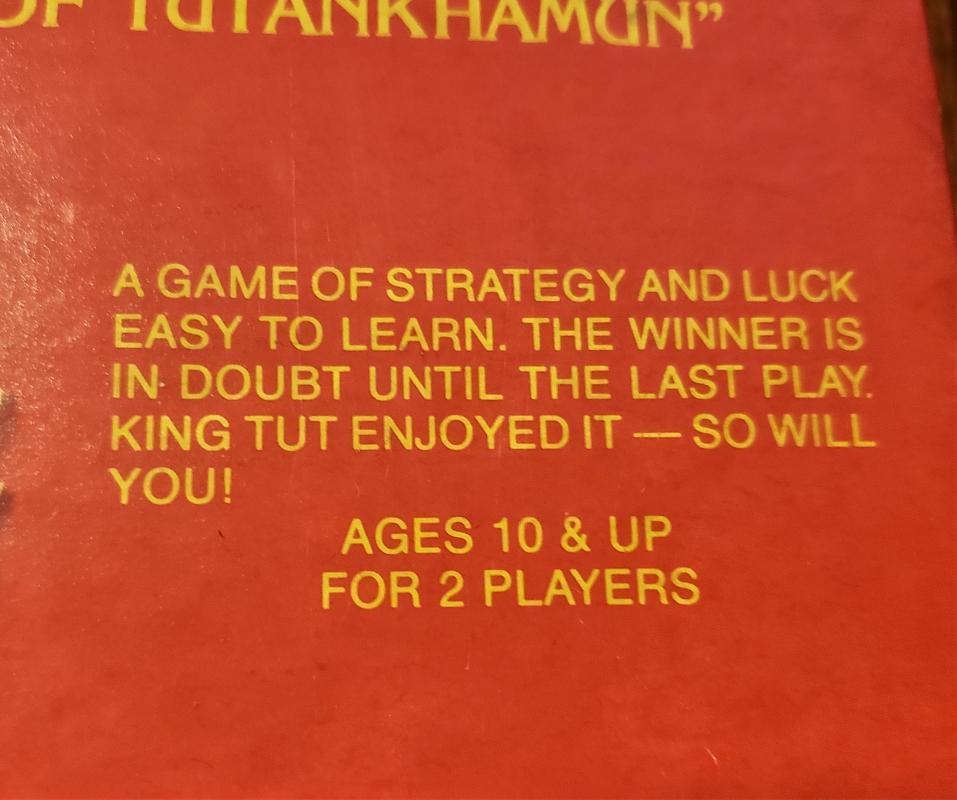 OF TUTANKHAMUN”
A GAME OF STRATEGY AND LUCK
EASY TO LEARN. THE WINNER IS
IN DOUBT UNTIL THE LAST PLAY.
KING TUT ENJOYED IT — SO WILL
YOU!
AGES 10 & UP
FOR 2 PLAYERS